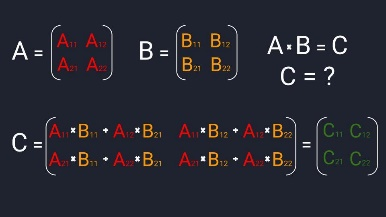 A = A₁₁ A₁₂ B = B₁₁ B₁₂ A × B = C
A₂₁ A₂₂ B₂₁ B₂₂ C = ?
C = A₁₁×B₁₁ + A₁₂×B₂₁ A₁₁×B₁₂ + A₁₂×B₂₂ = C₁₁ C₁₂
A₂₁×B₁₁ + A₂₂×B₂₁ A₂₁×B₁₂ + A₂₂×B₂₂ C₂₁ C₂₂